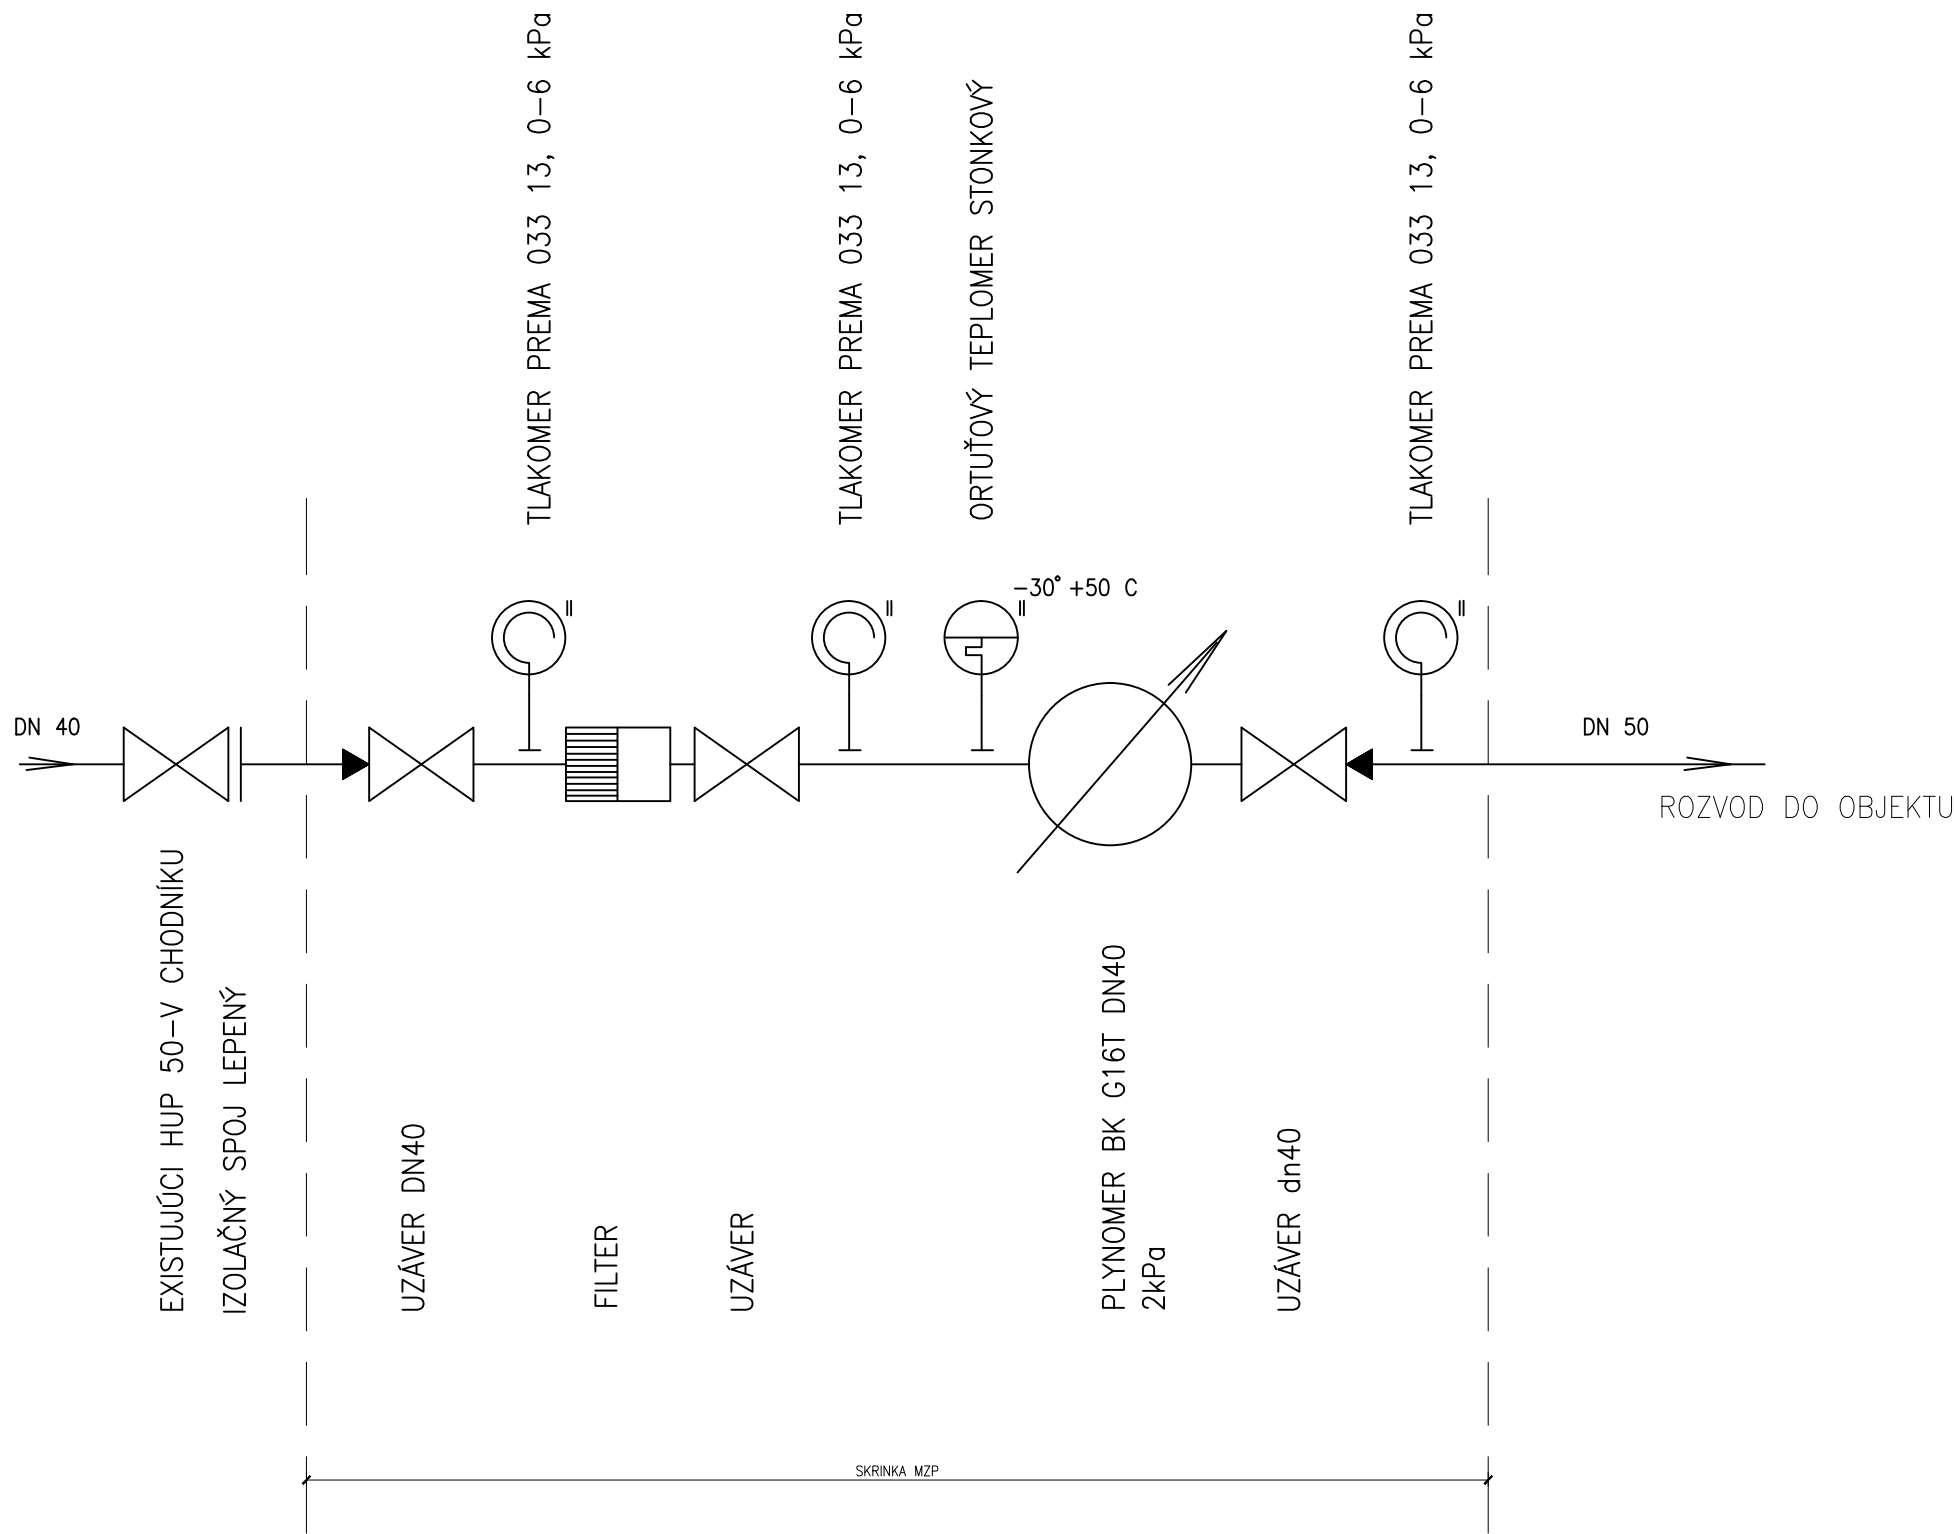 TLAKOMER PREMA 033 13, 0-6 kPa
TLAKOMER PREMA 033 13, 0-6 kPa
ORTUŤOVÝ TEPLOMER STONKOVÝ
TLAKOMER PREMA 033 13, 0-6 kPa
-30° +50 C
DN 40
DN 50
ROZVOD DO OBJEKTU
EXISTUJÚCI HUP 50-V CHODNÍKU
IZOLAČNÝ SPOJ LEPENÝ
UZÁVER DN40
FILTER
UZÁVER
PLYNOMER BK G16T DN40
2kPa
UZÁVER dn40
SKRINKA MZP